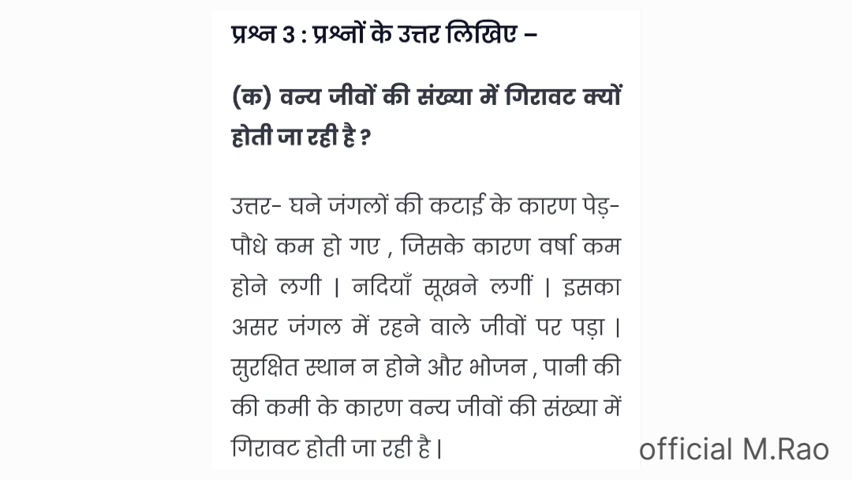 प्रश्न 3 : प्रश्नों के उत्तर लिखिए –
(क) वन्य जीवों की संख्या में गिरावट क्यों
होती जा रही है ?
उत्तर- घने जंगलों की कटाई के कारण पेड़-
पौधे कम हो गए , जिसके कारण वर्षा कम
होने लगी | नदियाँ सूखने लगीं | इसका
असर जंगल में रहने वाले जीवों पर पड़ा |
सुरक्षित स्थान न होने और भोजन , पानी की
की कमी के कारण वन्य जीवों की संख्या में
गिरावट होती जा रही है |
official M.Rao